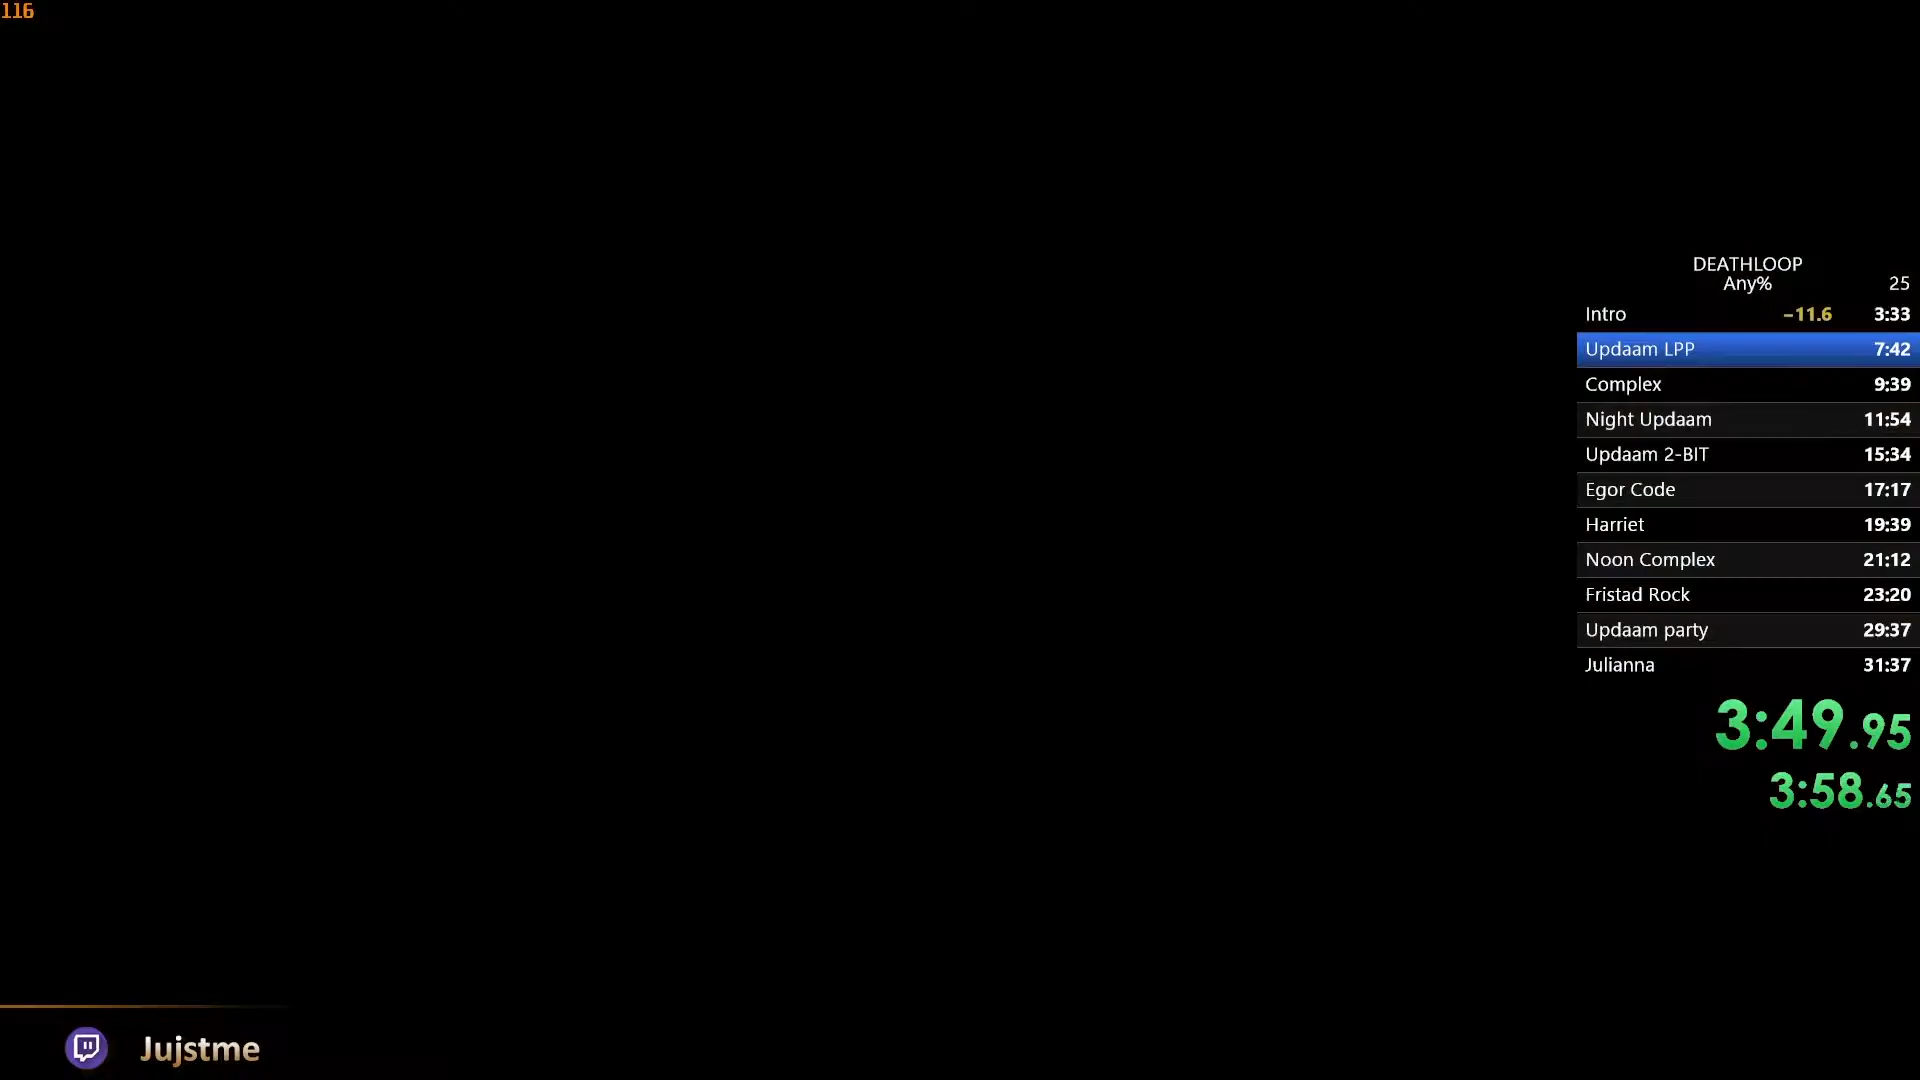 116
DEATHLOOP
Any% 25
Intro −11.6 3:33
Updaam LPP 7:42
Complex 9:39
Night Updaam 11:54
Updaam 2-BIT 15:34
Egor Code 17:17
Harriet 19:39
Noon Complex 21:12
Fristad Rock 23:20
Updaam party 29:37
Julianna 31:37
3:49.95
3:58.65
Jujstme